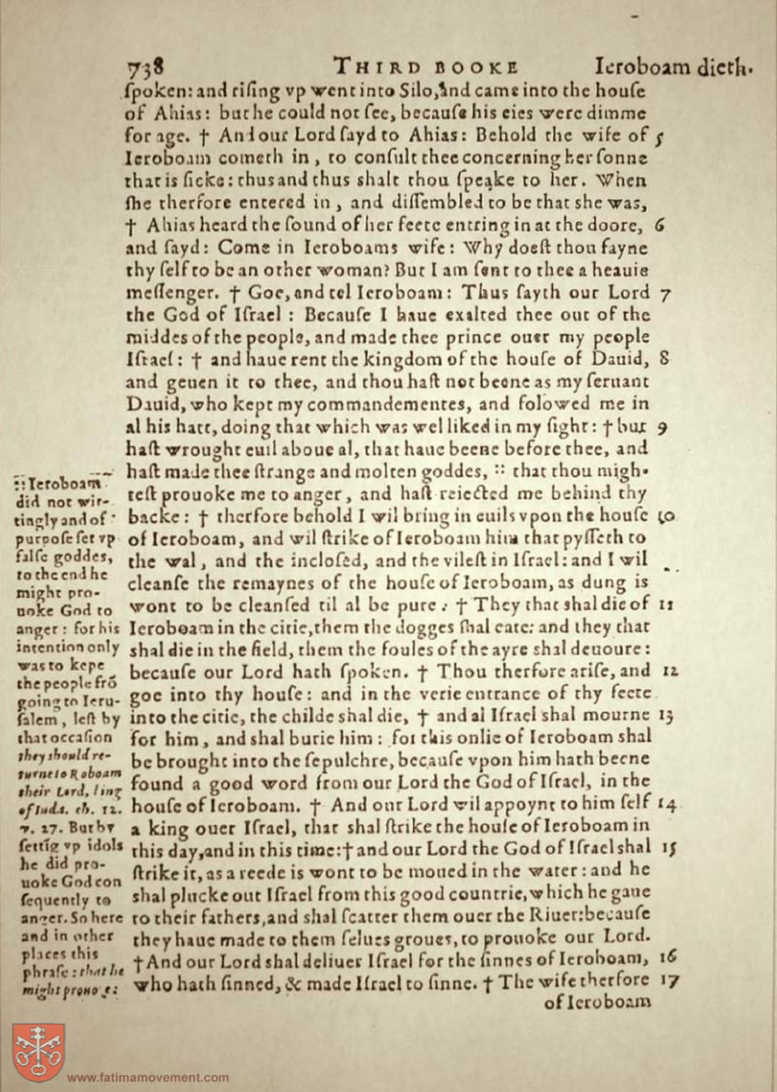 738 THIRD BOOKE Ieroboam dieth.
ſpoken: and riſing vp went into Silo, and came into the houſe
of Ahias: but he could not ſee, becauſe his eies were dimme
for age. † And our Lord ſayd to Ahias: Behold the wife of 5
Ieroboam cometh in, to conſult thee concerning her ſonne
that is ſicke: thus and thus shalt thou ſpeake to her. When
ſhe therfore entered in, and diſſembled to be that ſhe was,
† Ahias heard the ſound of her feete entring in at the doore, 6
and ſayd: Come in Ieroboams wife: Why doeſt thou fayne
thy ſelf to be an other woman? But I am ſent to thee a heauie
meſſenger. † Goe, and tel Ieroboam: Thus ſayth our Lord 7
the God of Iſrael: Becauſe I haue exalted thee out of the
middes of the people, and made thee prince ouer my people
Iſrael: † and haue rent the kingdom of the houſe of Dauid, 8
and geuen it to thee, and thou haſt not beene as my ſeruant
Dauid, who kept my commandementes, and folowed me in
al his hart, doing that which was wel liked in my ſight: † but 9
haſt wrought euil aboue al, that haue beene before thee, and
haſt made thee ſtrange and molten goddes, :: that thou migh-
teſt prouoke me to anger, and haſt reiected me behind thy
backe: † therfore behold I wil bring in euils vpon the houſe 10
of Ieroboam, and wil ſtrike of Ieroboam him that pyſſeth to
the wal, and the incloſed, and the vileſt in Iſrael: and I wil
cleanſe the remaynes of the houſe of Ieroboam, as dung is
wont to be cleanſed til al be pure: † They that shal die of 11
Ieroboam in the citie, them the dogges ſhal eate: and they that
shal die in the field, them the foules of the ayre shal deuoure:
becauſe our Lord hath ſpoken. † Thou therfore ariſe, and 12
goe into thy houſe: and in the verie entrance of thy feete
into the citie, the childe shal die, † and al Iſrael shal mourne 13
for him, and shal burie him: for this onlie of Ieroboam shal
be brought into the ſepulchre, becauſe vpon him hath beene
found a good word from our Lord the God of Iſrael, in the
houſe of Ieroboam. † And our Lord wil appoynt to him ſelf 14
a king ouer Iſrael, that shal ſtrike the houſe of Ieroboam in
this day, and in this time: † and our Lord the God of Iſrael shal 15
ſtrike it, as a reede is wont to be moued in the water: and he
shal plucke out Iſrael from this good countrie, which he gaue
to their fathers, and shal ſcatter them ouer the Riuer: becauſe
they haue made to them ſelues groues, to prouoke our Lord.
† And our Lord shal deliuer Iſrael for the ſinnes of Ieroboam, 16
who hath ſinned, & made Iſrael to ſinne. † The wife therfore 17
of Ieroboam
:: Ieroboam
did not wit-
tingly and of
purpoſe ſet vp
falſe goddes,
to the end he
might pro-
uoke God to
anger: for his
intention only
was to kepe
the people frō
going to Ieru-
ſalem, leſt by
that occaſion
they should re-
turne to Roboam
their Lord, king
of Iuda. ch. 12.
v. 27. But by
ſettīg vp idols
he did pro-
uoke God con
ſequently to
anger. So here
and in other
places this
phraſe: that he
might prouoke:
www.fatimamovement.com